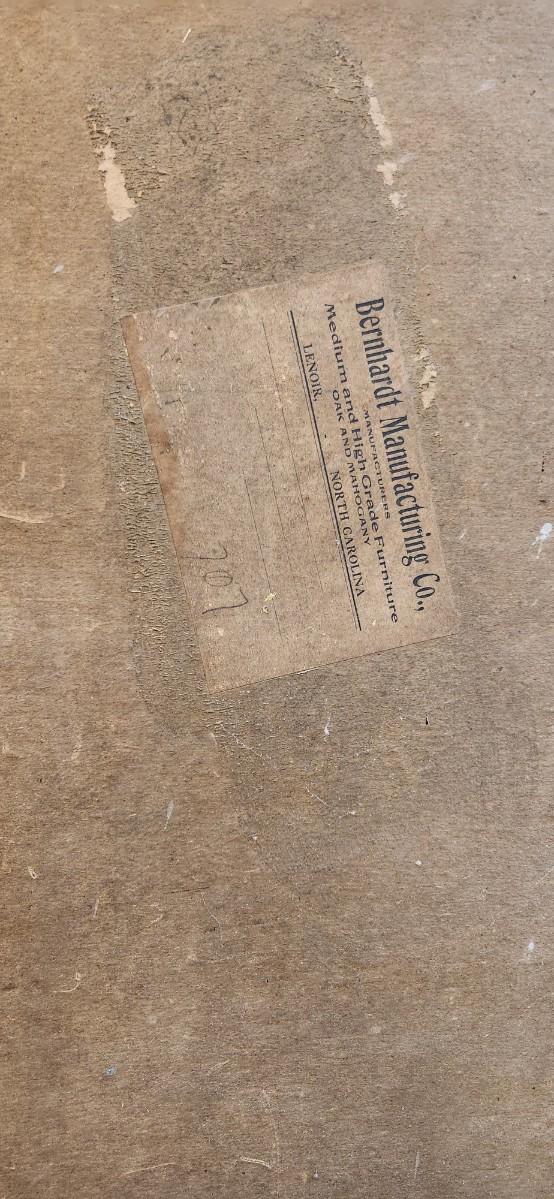 Bernhardt Manufacturing Co.,
MANUFACTURERS
Medium and High Grade Furniture
OAK AND MAHOGANY
LENOIR, NORTH CAROLINA
707